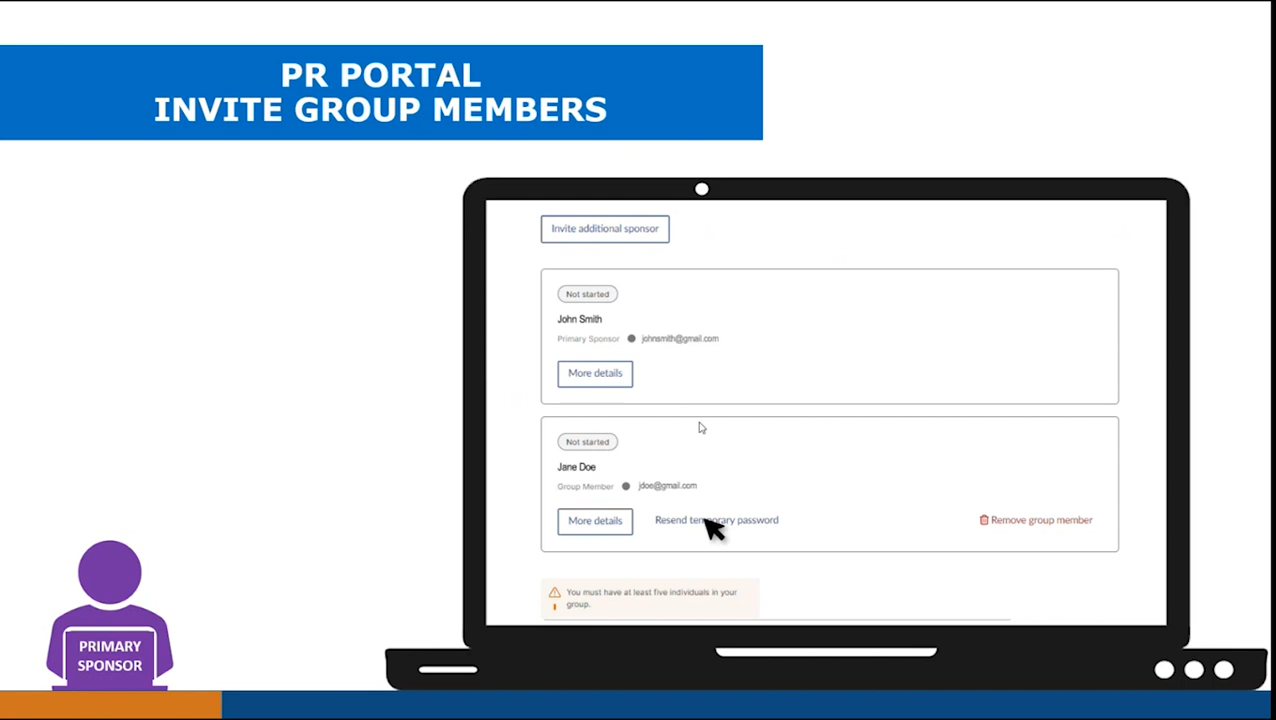 PR PORTAL
INVITE GROUP MEMBERS
Invite additional sponsor
Not started
John Smith
Primary Sponsor johnsmith@gmail.com
More details
Not started
Jane Doe
Group Member jdoe@gmail.com
More details Resend temporary password Remove group member
You must have at least five individuals in your
group.
PRIMARY
SPONSOR